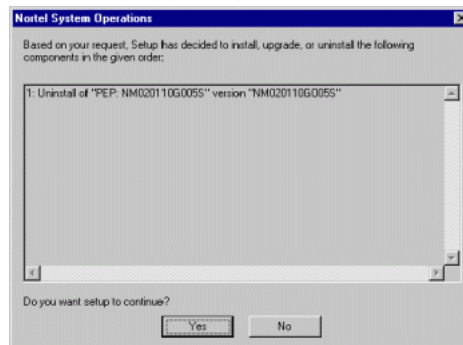 Nortel System Operations
Based on your request, Setup has decided to install, upgrade, or uninstall the following
components in the given order:
1: Uninstall of "PEP: NM020110G005S" version "NM020110G005S"
Do you want setup to continue?
Yes
No